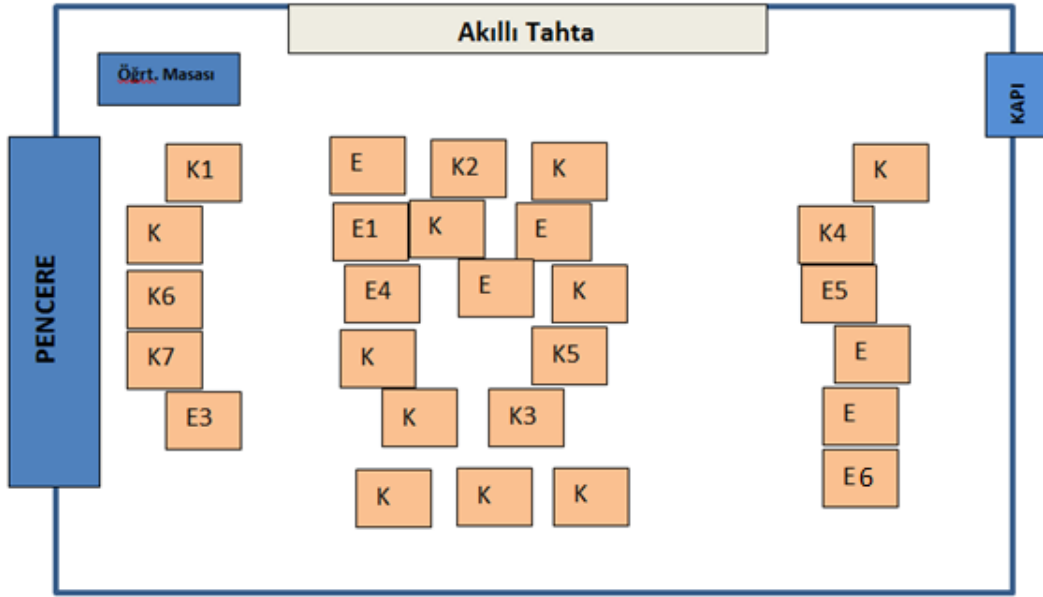 Akıllı Tahta
Öğrt. Masası
KAPI
PENCERE
K1
E
K2
K
K
K
E1
K
E
K4
K6
E4
E
K
E5
K7
K
K5
E
E3
K
K3
E
K
K
K
E6